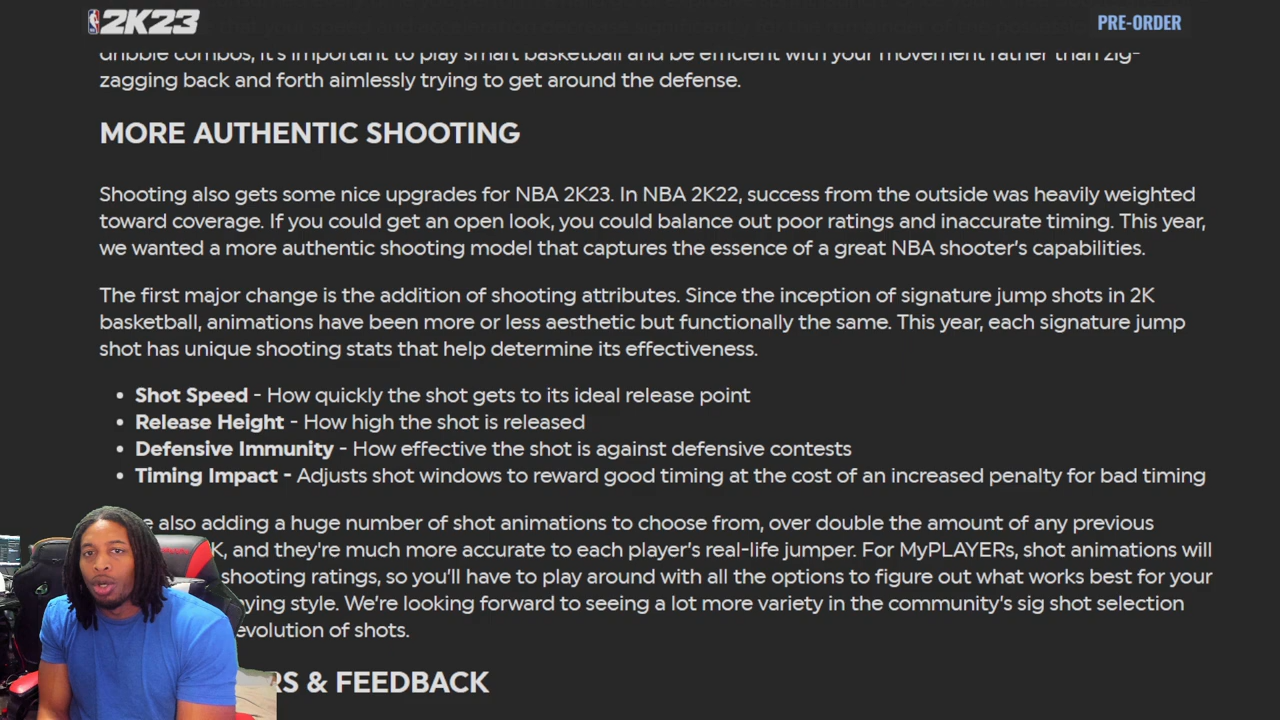 2K23
PRE-ORDER
dribble combos, it's important to play smart basketball and be efficient with your movement rather than zig-
zagging back and forth aimlessly trying to get around the defense.
MORE AUTHENTIC SHOOTING
Shooting also gets some nice upgrades for NBA 2K23. In NBA 2K22, success from the outside was heavily weighted
toward coverage. If you could get an open look, you could balance out poor ratings and inaccurate timing. This year,
we wanted a more authentic shooting model that captures the essence of a great NBA shooter's capabilities.
The first major change is the addition of shooting attributes. Since the inception of signature jump shots in 2K
basketball, animations have been more or less aesthetic but functionally the same. This year, each signature jump
shot has unique shooting stats that help determine its effectiveness.
• Shot Speed - How quickly the shot gets to its ideal release point
• Release Height - How high the shot is released
• Defensive Immunity - How effective the shot is against defensive contests
• Timing Impact - Adjusts shot windows to reward good timing at the cost of an increased penalty for bad timing
also adding a huge number of shot animations to choose from, over double the amount of any previous
K, and they're much more accurate to each player's real-life jumper. For MyPLAYERs, shot animations will
shooting ratings, so you'll have to play around with all the options to figure out what works best for your
style. We're looking forward to seeing a lot more variety in the community's sig shot selection
evolution of shots.
RS & FEEDBACK